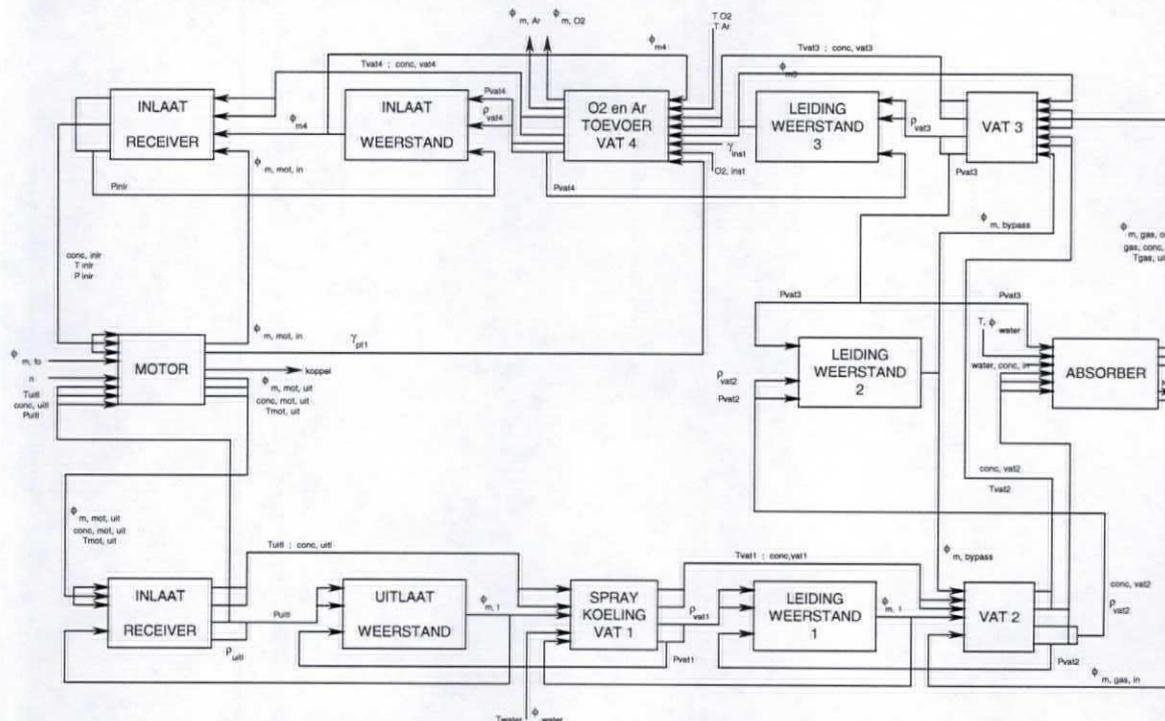 ϕ m, Ar
ϕ m, O2
T O2
T Ar
ϕ m4
Tvat3 ; conc, vat3
Tvat4 ; conc, vat4
Pvat4
INLAAT
RECEIVER
ϕ m4
INLAAT
WEERSTAND
ρ vat4
O2 en Ar
TOEVOER
VAT 4
LEIDING
WEERSTAND
3
ρ vat3
VAT 3
γ inst
O2, inst
ϕ m, mot, in
Pinlr
Pvat4
Pvat3
ϕ m, bypass
ϕ m, gas,
gas, conc,
Tgas,
conc, inlr
T inlr
P inlr
Pvat3
Pvat3
T, ϕ water
ϕ m, mot, in
γ pt1
ϕ m, fo
MOTOR
koppel
LEIDING
WEERSTAND
2
water, conc, in
ABSORBER
n
Tuitl
conc, uitl
Puitl
ϕ m, mot, uit
conc, mot, uit
Tmot, uit
ρ vat2
Pvat2
conc, vat2
Tvat2
ϕ m, mot, uit
conc, mot, uit
Tmot, uit
Tuitl ; conc, uitl
Tvat1 ; conc,vat1
ϕ m, bypass
conc, vat2
INLAAT
RECEIVER
Puitl
UITLAAT
WEERSTAND
ϕ m, 1
SPRAY
KOELING
VAT 1
ρ vat1
LEIDING
WEERSTAND
1
ϕ m, 1
VAT 2
ρ vat2
ρ uitl
Pvat1
Pvat2
ϕ m, gas, in
Twater
ϕ water